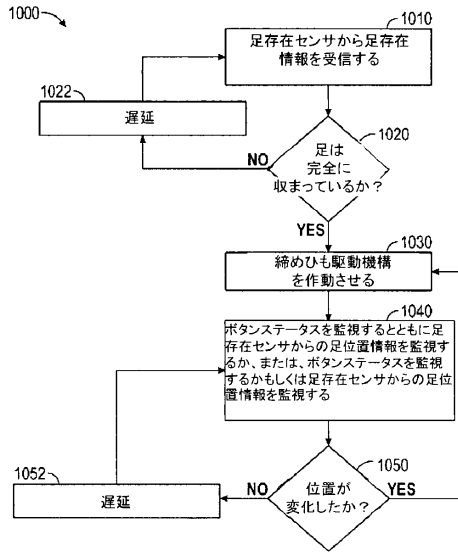 1000
1010
足存在センサから足存在
情報を受信する
1022
遅延
1020
足は
完全に
収まっているか？
NO
YES
1030
締めひも駆動機構
を作動させる
1040
ボタンステータスを監視するとともに足
存在センサからの足位置情報を監視す
るか、または、ボタンステータスを監視
するかもしくは足存在センサからの足位
置情報を監視する
1050
位置が
変化したか？
NO
YES
1052
遅延